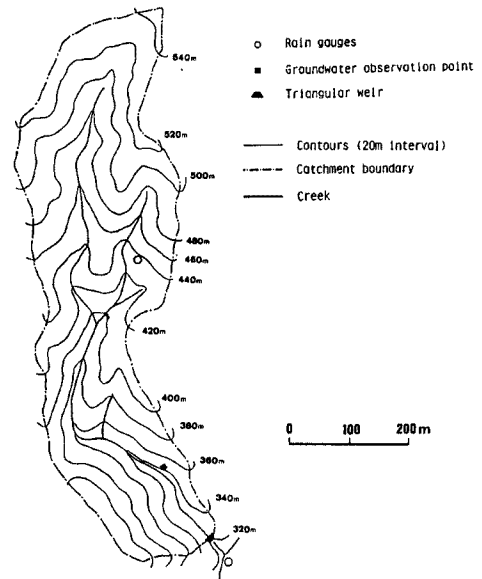 Rain gauges
Groundwater observation point
Triangular weir
Contours (20m interval)
Catchment boundary
Creek
540m
520m
500m
480m
460m
440m
420m
400m
380m
360m
340m
320m
0 100 200 m